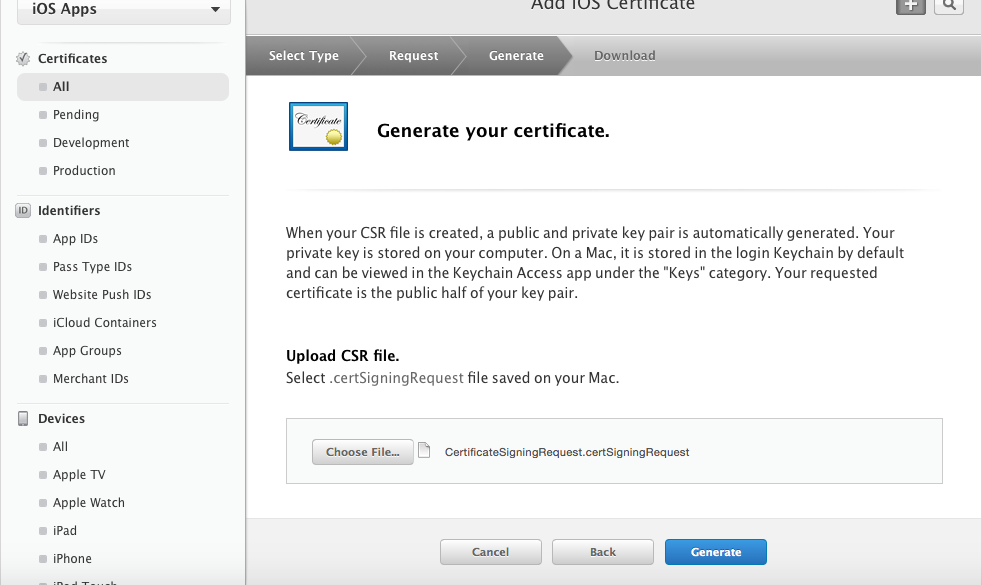 iOS Apps
Add iOS Certificate
Select Type
Request
Generate
Download
Certificates
All
Pending
Development
Production
ID
Identifiers
App IDs
Pass Type IDs
Website Push IDs
iCloud Containers
App Groups
Merchant IDs
Devices
All
Apple TV
Apple Watch
iPad
iPhone
iPod Touch
Certificate
Generate your certificate.
When your CSR file is created, a public and private key pair is automatically generated. Your
private key is stored on your computer. On a Mac, it is stored in the login Keychain by default
and can be viewed in the Keychain Access app under the "Keys" category. Your requested
certificate is the public half of your key pair.
Upload CSR file.
Select .certSigningRequest file saved on your Mac.
Choose File...
CertificateSigningRequest.certSigningRequest
Cancel
Back
Generate